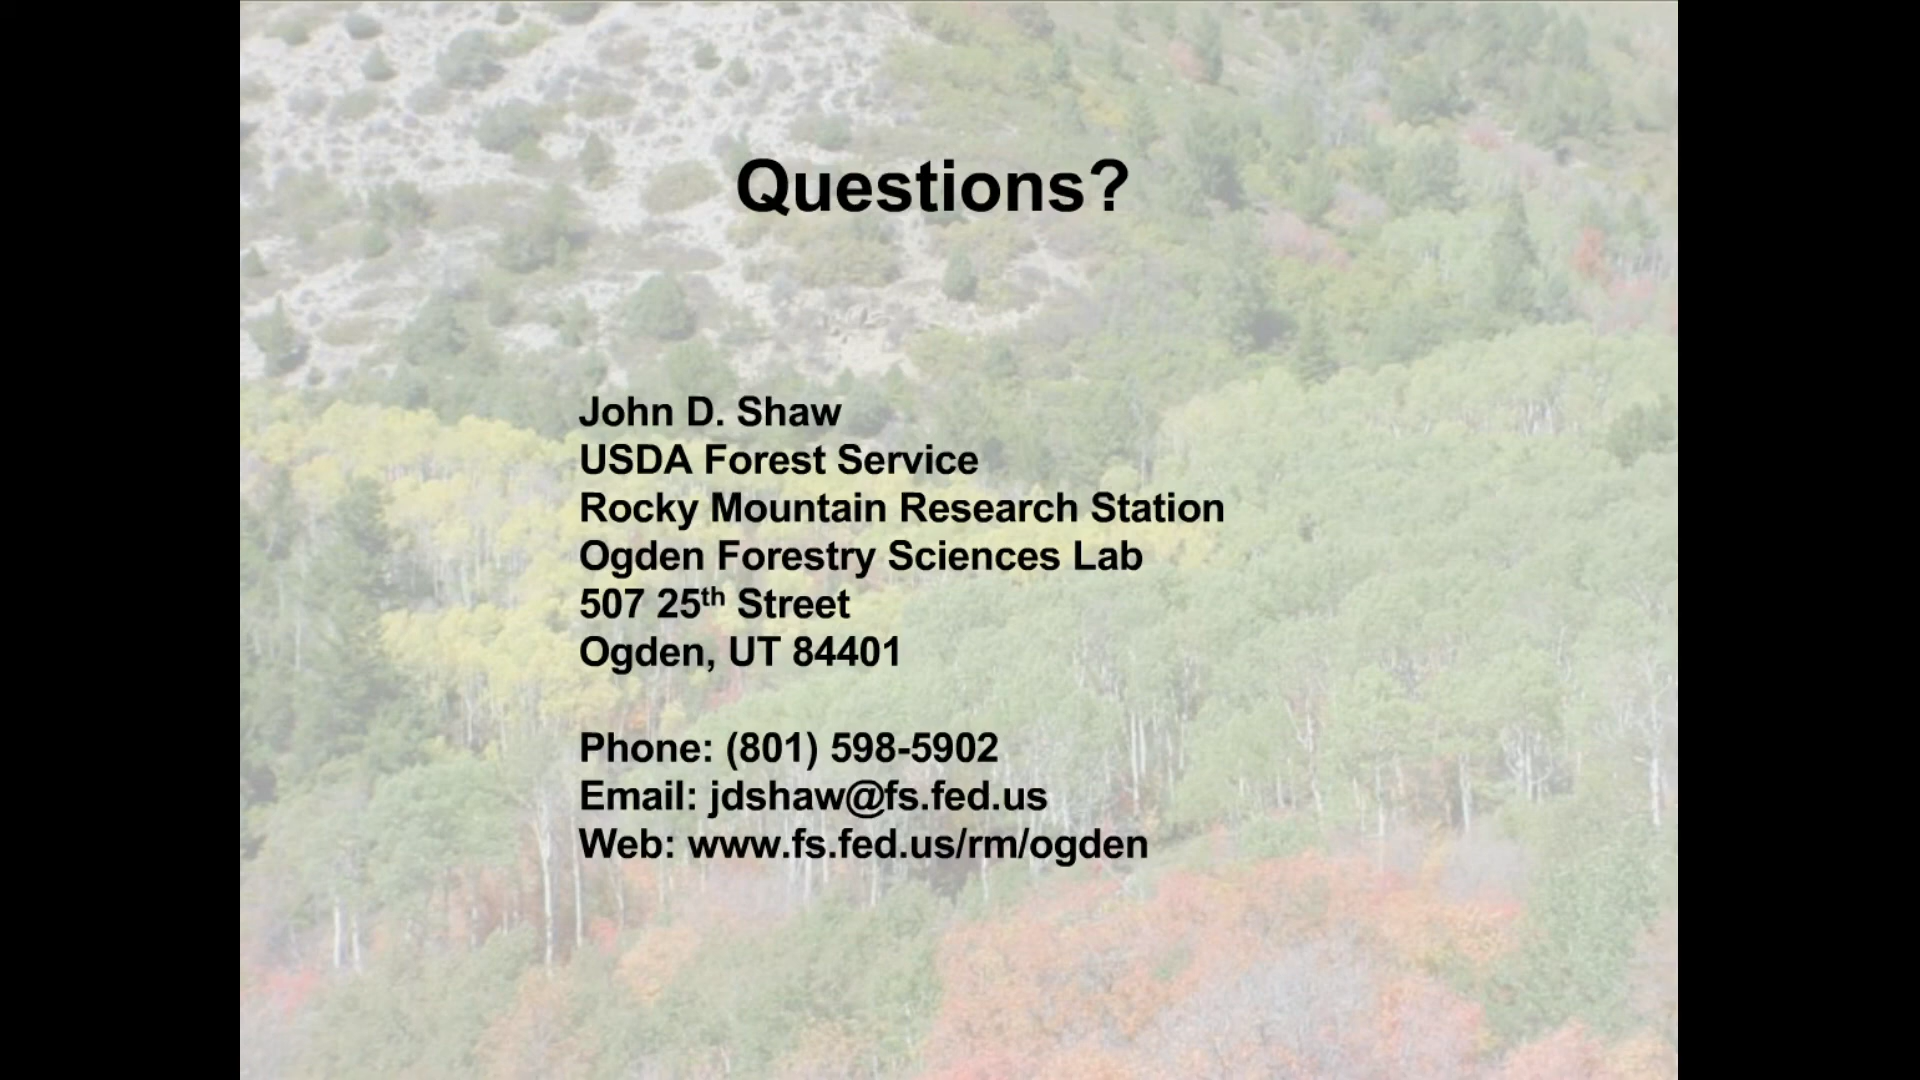 Questions?
John D. Shaw
USDA Forest Service
Rocky Mountain Research Station
Ogden Forestry Sciences Lab
507 25th Street
Ogden, UT 84401
Phone: (801) 598-5902
Email: jdshaw@fs.fed.us
Web: www.fs.fed.us/rm/ogden